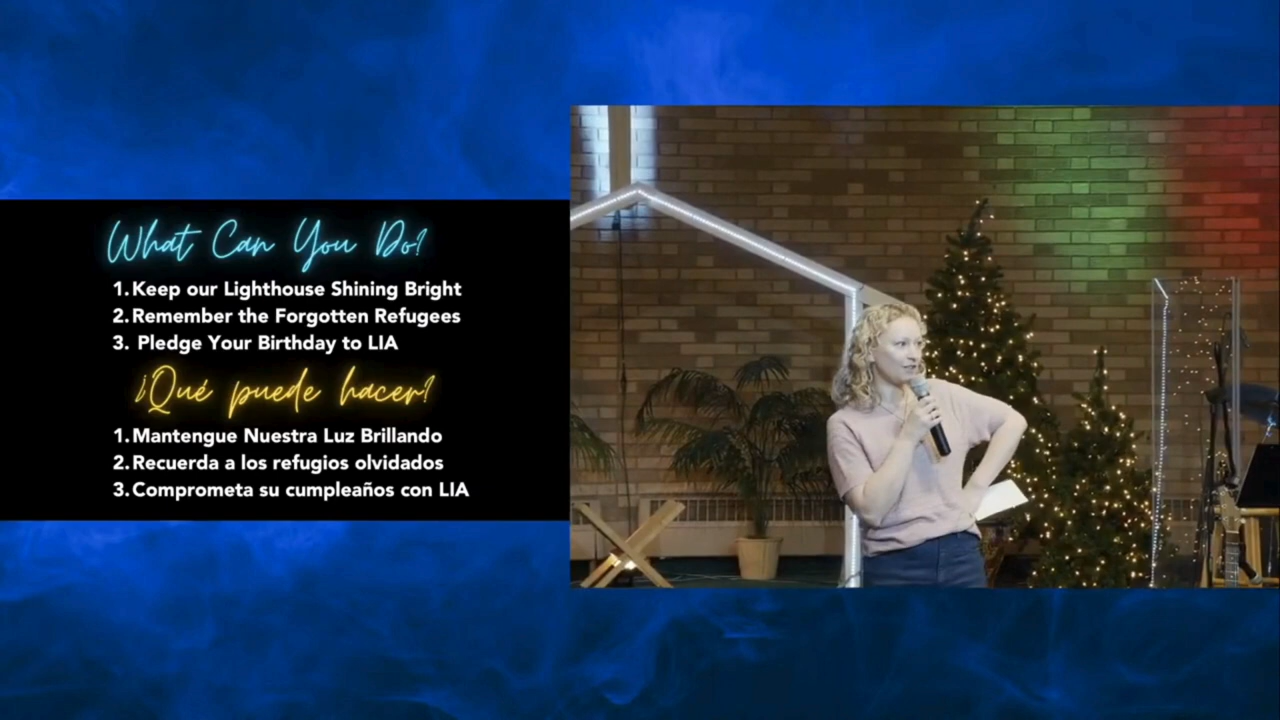 What Can You Do?
1. Keep our Lighthouse Shining Bright
2. Remember the Forgotten Refugees
3. Pledge Your Birthday to LIA
¿Qué puede hacer?
1. Mantengue Nuestra Luz Brillando
2. Recuerda a los refugios olvidados
3. Comprometa su cumpleaños con LIA